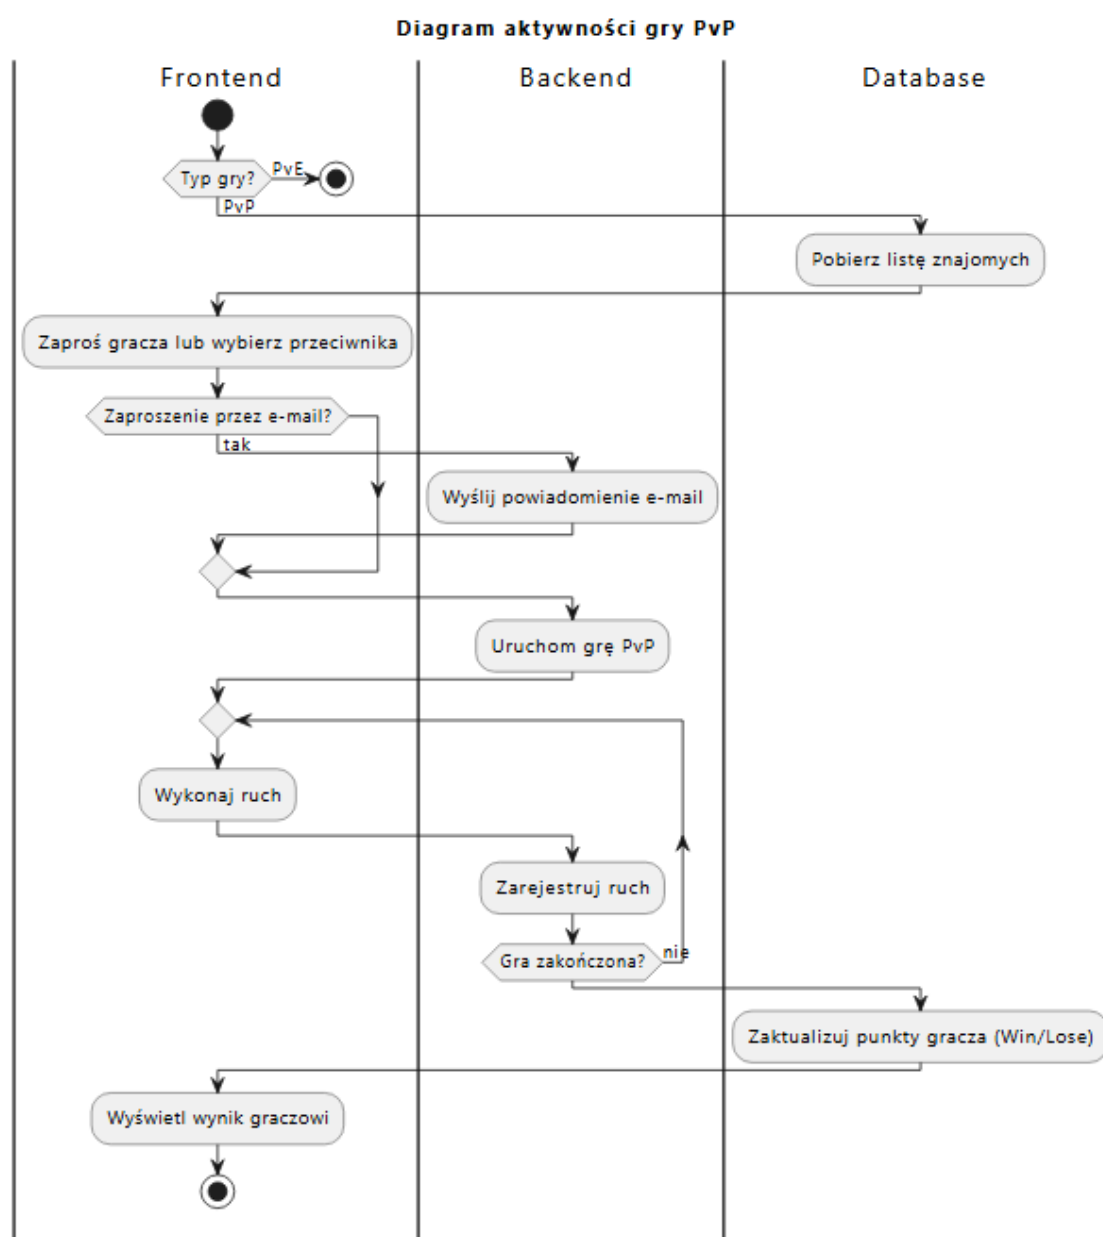 Diagram aktywności gry PvP
Frontend
Backend
Database
Typ gry?
PvE
PvP
Pobierz listę znajomych
Zaproś gracza lub wybierz przeciwnika
Zaproszenie przez e-mail?
tak
Wyślij powiadomienie e-mail
Uruchom grę PvP
Wykonaj ruch
Zarejestruj ruch
Gra zakończona?
nie
Zaktualizuj punkty gracza (Win/Lose)
Wyświetl wynik graczowi